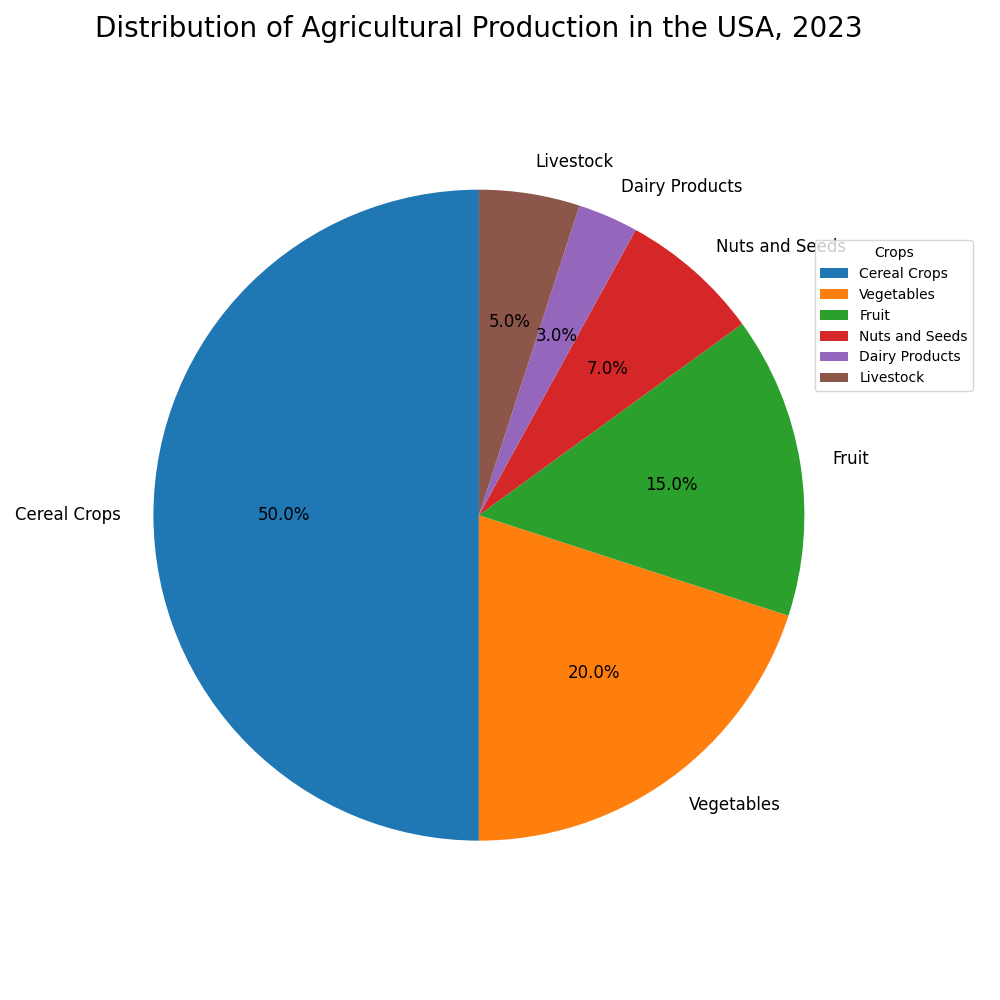 Distribution of Agricultural Production in the USA, 2023
Livestock
Dairy Products
Nuts and Seeds
Crops
Cereal Crops
Vegetables
Fruit
Nuts and Seeds
Dairy Products
Livestock
5.0%
3.0%
7.0%
Fruit
15.0%
Cereal Crops
50.0%
20.0%
Vegetables